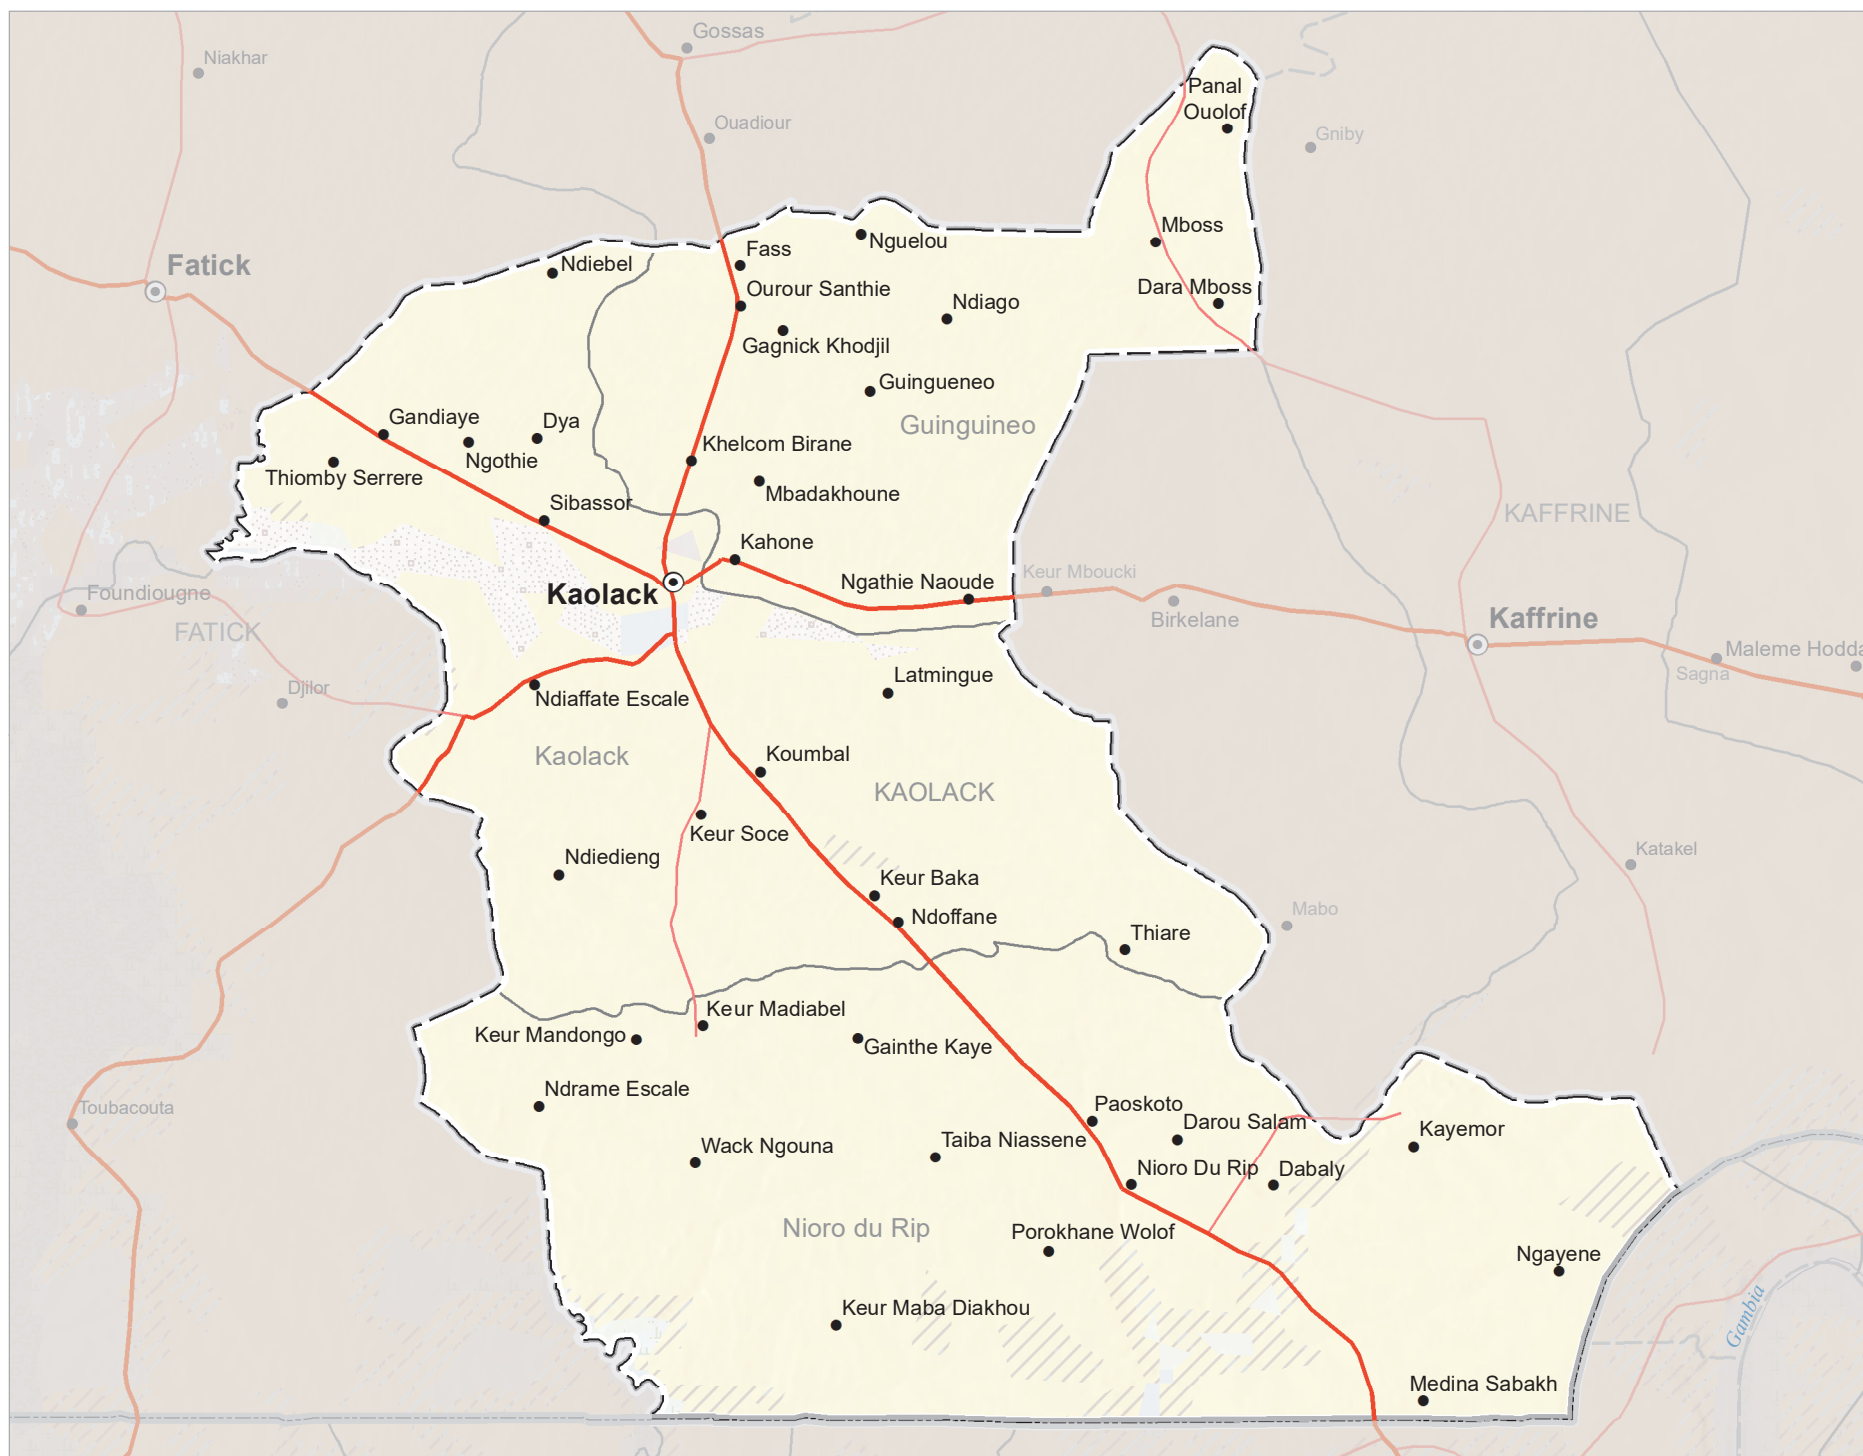 Gossas
Niakhar
Panal
Ouolof
Ouadiour
Gniby
Mboss
Nguelou
Fass
Ndiebel
Fatick
Dara Mboss
Ourour Santhie
Ndiago
Gagnick Khodjil
Guingueneo
Gandiaye
Dya
Guinguineo
Khelcom Birane
Ngothie
Thiomby Serrere
Mbadakhoune
Sibassor
KAFFRINE
Kahone
Keur Mboucki
Ngathie Naoude
Foundiougne
Kaolack
Birkelane
Kaffrine
FATICK
Maleme Hodda
Sagna
Latmingue
Djilor
Ndiaffate Escale
Kaolack
Koumbal
KAOLACK
Keur Soce
Katakel
Ndiedieng
Keur Baka
Mabo
Ndoffane
Thiare
Keur Madiabel
Keur Mandongo
Gainthe Kaye
Ndrame Escale
Paoskoto
Toubacouta
Darou Salam
Kayemor
Taiba Niassene
Wack Ngouna
Nioro Du Rip
Dabaly
Nioro du Rip
Porokhane Wolof
Ngayene
Keur Maba Diakhou
Gambia
Medina Sabakh